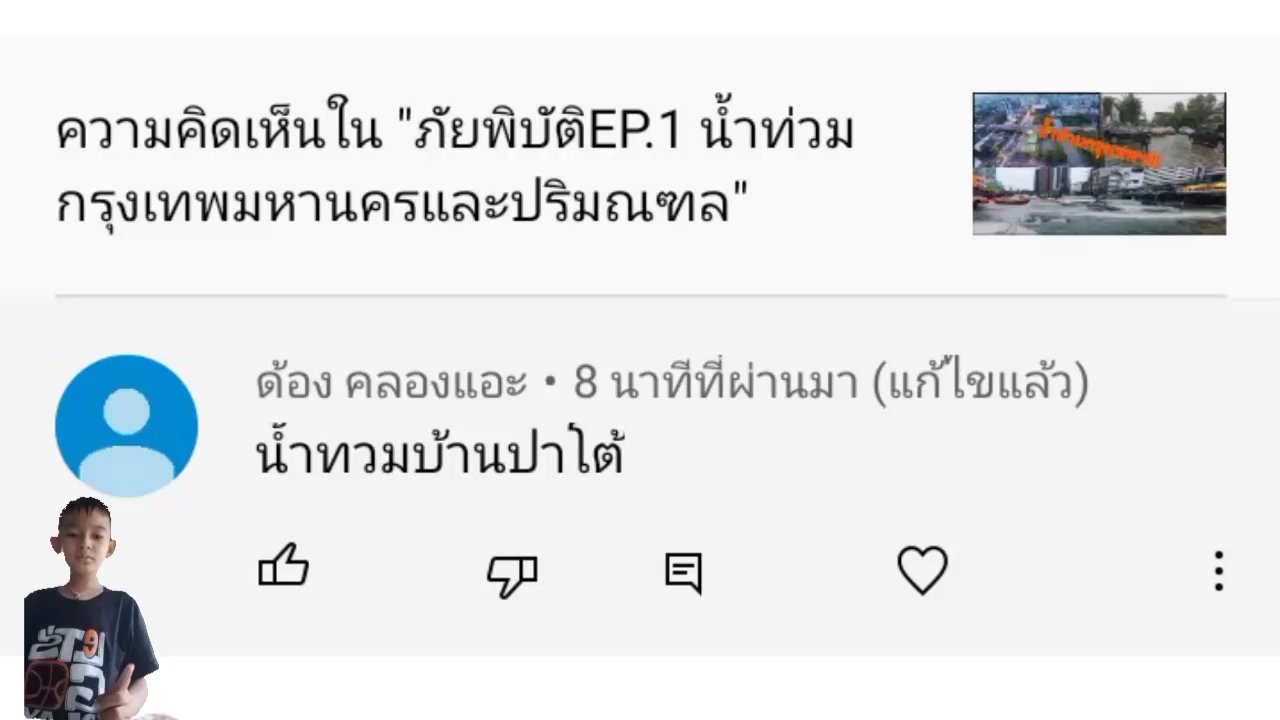 ความคิดเห็นใน "ภัยพิบัติEP.1 น้ำท่วม
กรุงเทพมหานครและปริมณฑล"
ด้อง คลองแอะ • 8 นาทีที่ผ่านมา (แก้ไขแล้ว)
น้ำทวมบ้านปาโต้